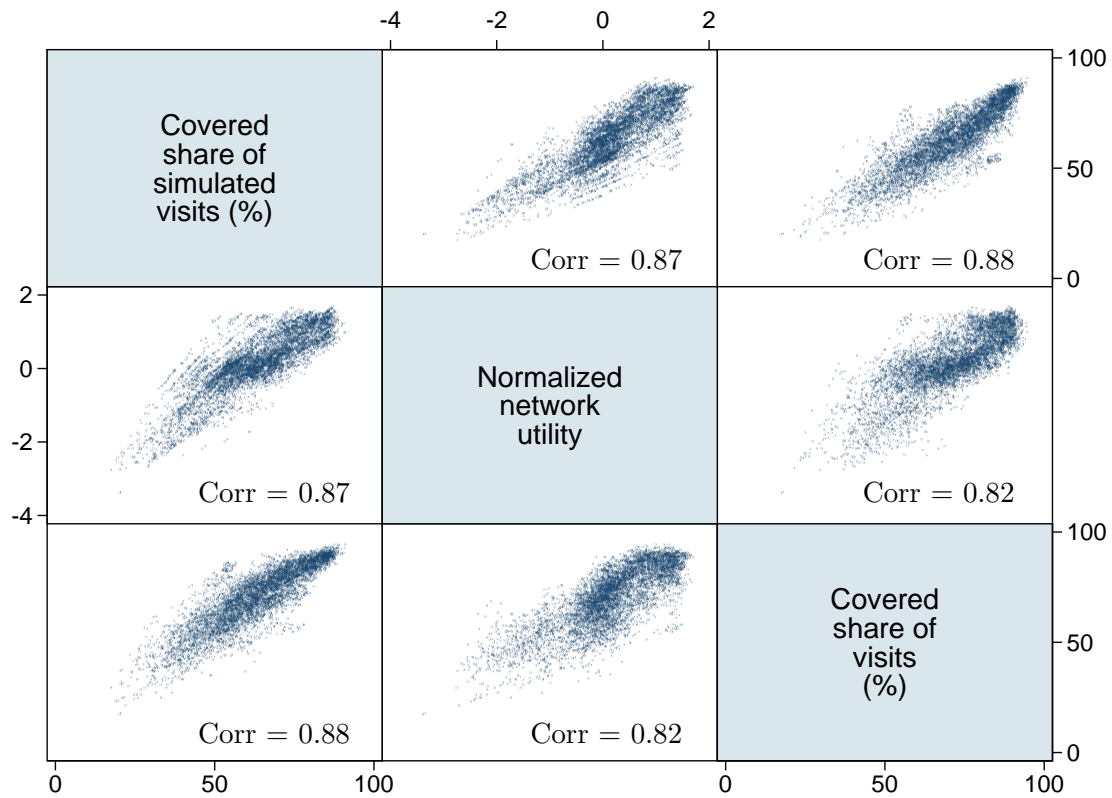 -4 -2 0 2
Covered
share of
simulated
visits (%)
Corr = 0.87
Corr = 0.88
100
50
0
2
0
-2
-4
Corr = 0.87
Normalized
network
utility
Corr = 0.82
Corr = 0.88
Corr = 0.82
Covered
share of
visits
(%)
100
50
0
0 50 100
0 50 100